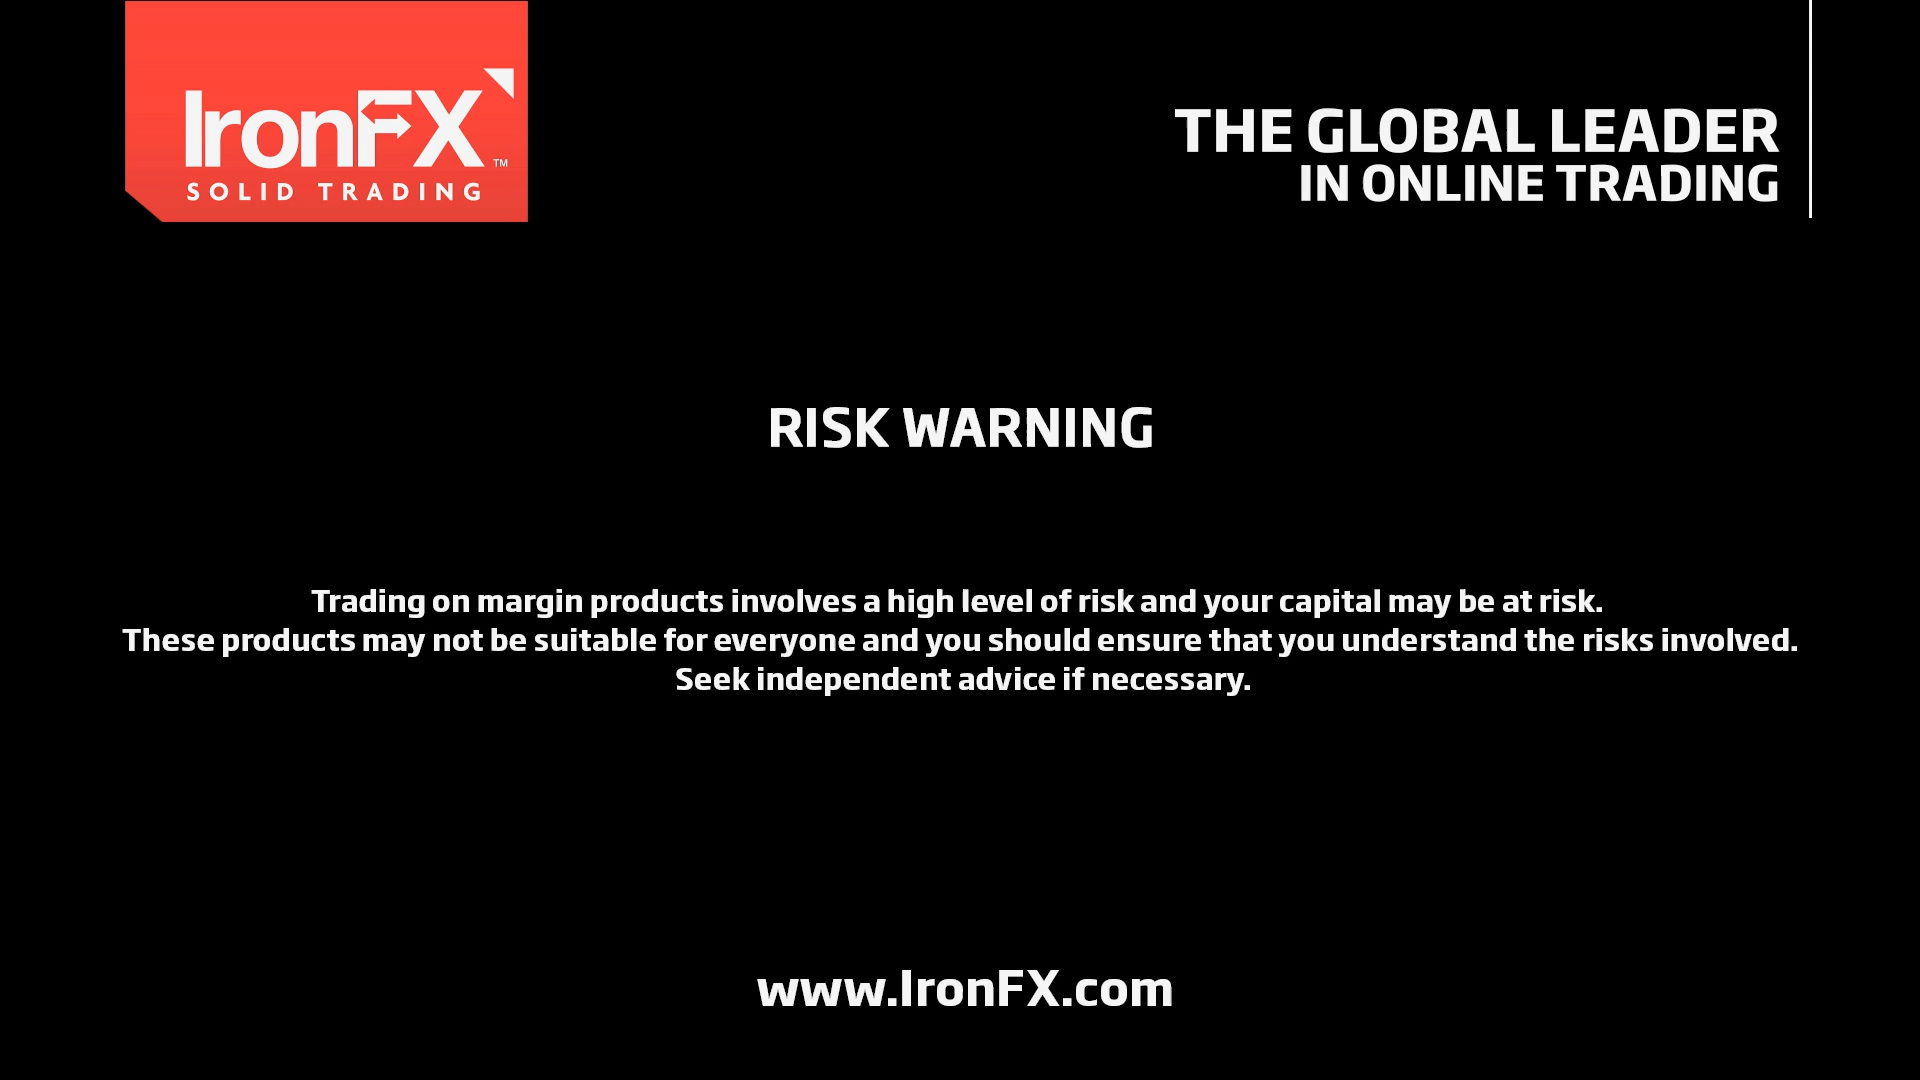 IronFX™
SOLID TRADING
THE GLOBAL LEADER
IN ONLINE TRADING
RISK WARNING
Trading on margin products involves a high level of risk and your capital may be at risk.
These products may not be suitable for everyone and you should ensure that you understand the risks involved.
Seek independent advice if necessary.
www.IronFX.com